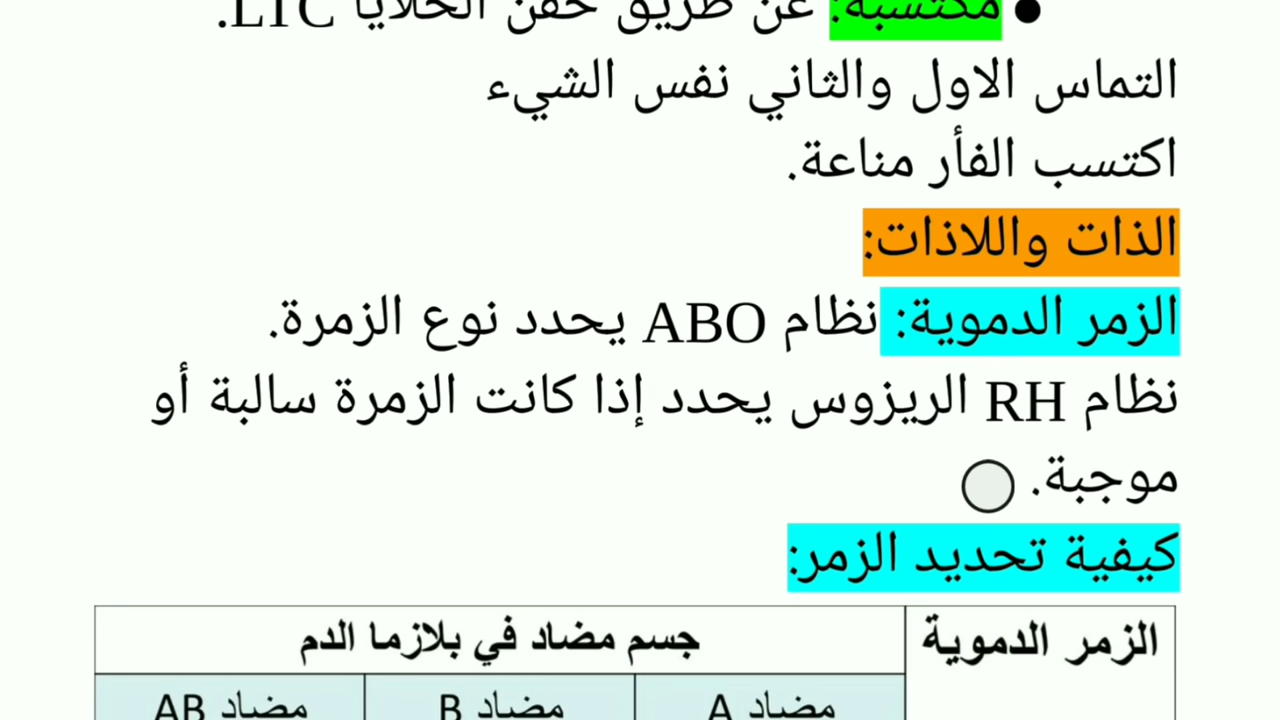 مكتسبة: عن طريق حقن الخلايا LTC.
التماس الاول والثاني نفس الشيء
اكتسب الفأر مناعة.
الذات واللاذات:
الزمر الدموية: نظام ABO يحدد نوع الزمرة.
نظام RH الريزوس يحدد إذا كانت الزمرة سالبة أو
موجبة.
كيفية تحديد الزمر:
الزمر الدموية جسم مضاد في بلازما الدم
مضاد A مضاد B مضاد AB